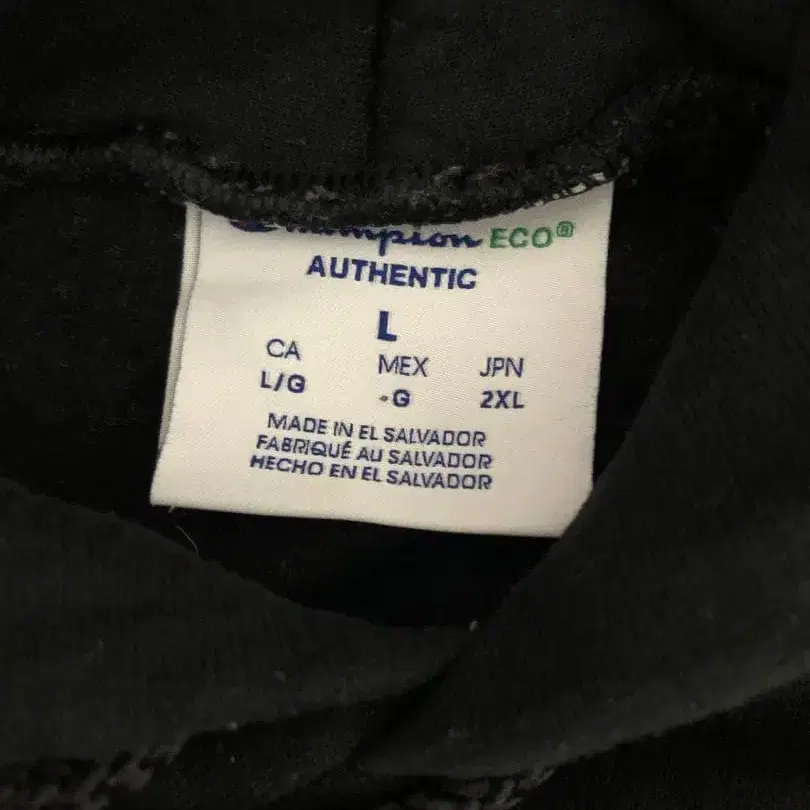 Champion ECO®
AUTHENTIC
L
CA MEX JPN
L/G G 2XL
MADE IN EL SALVADOR
FABRIQUÉ AU SALVADOR
HECHO EN EL SALVADOR